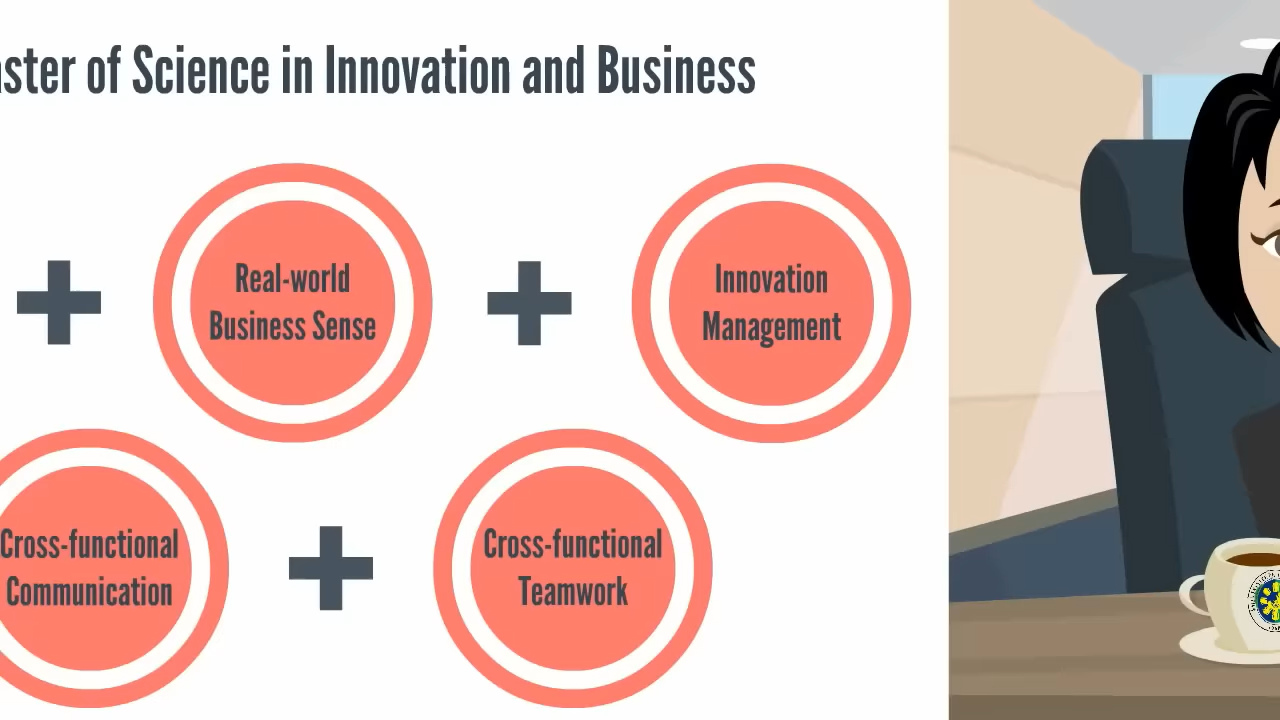 aster of Science in Innovation and Business
Real-world
Business Sense
Innovation
Management
Cross-functional
Communication
Cross-functional
Teamwork